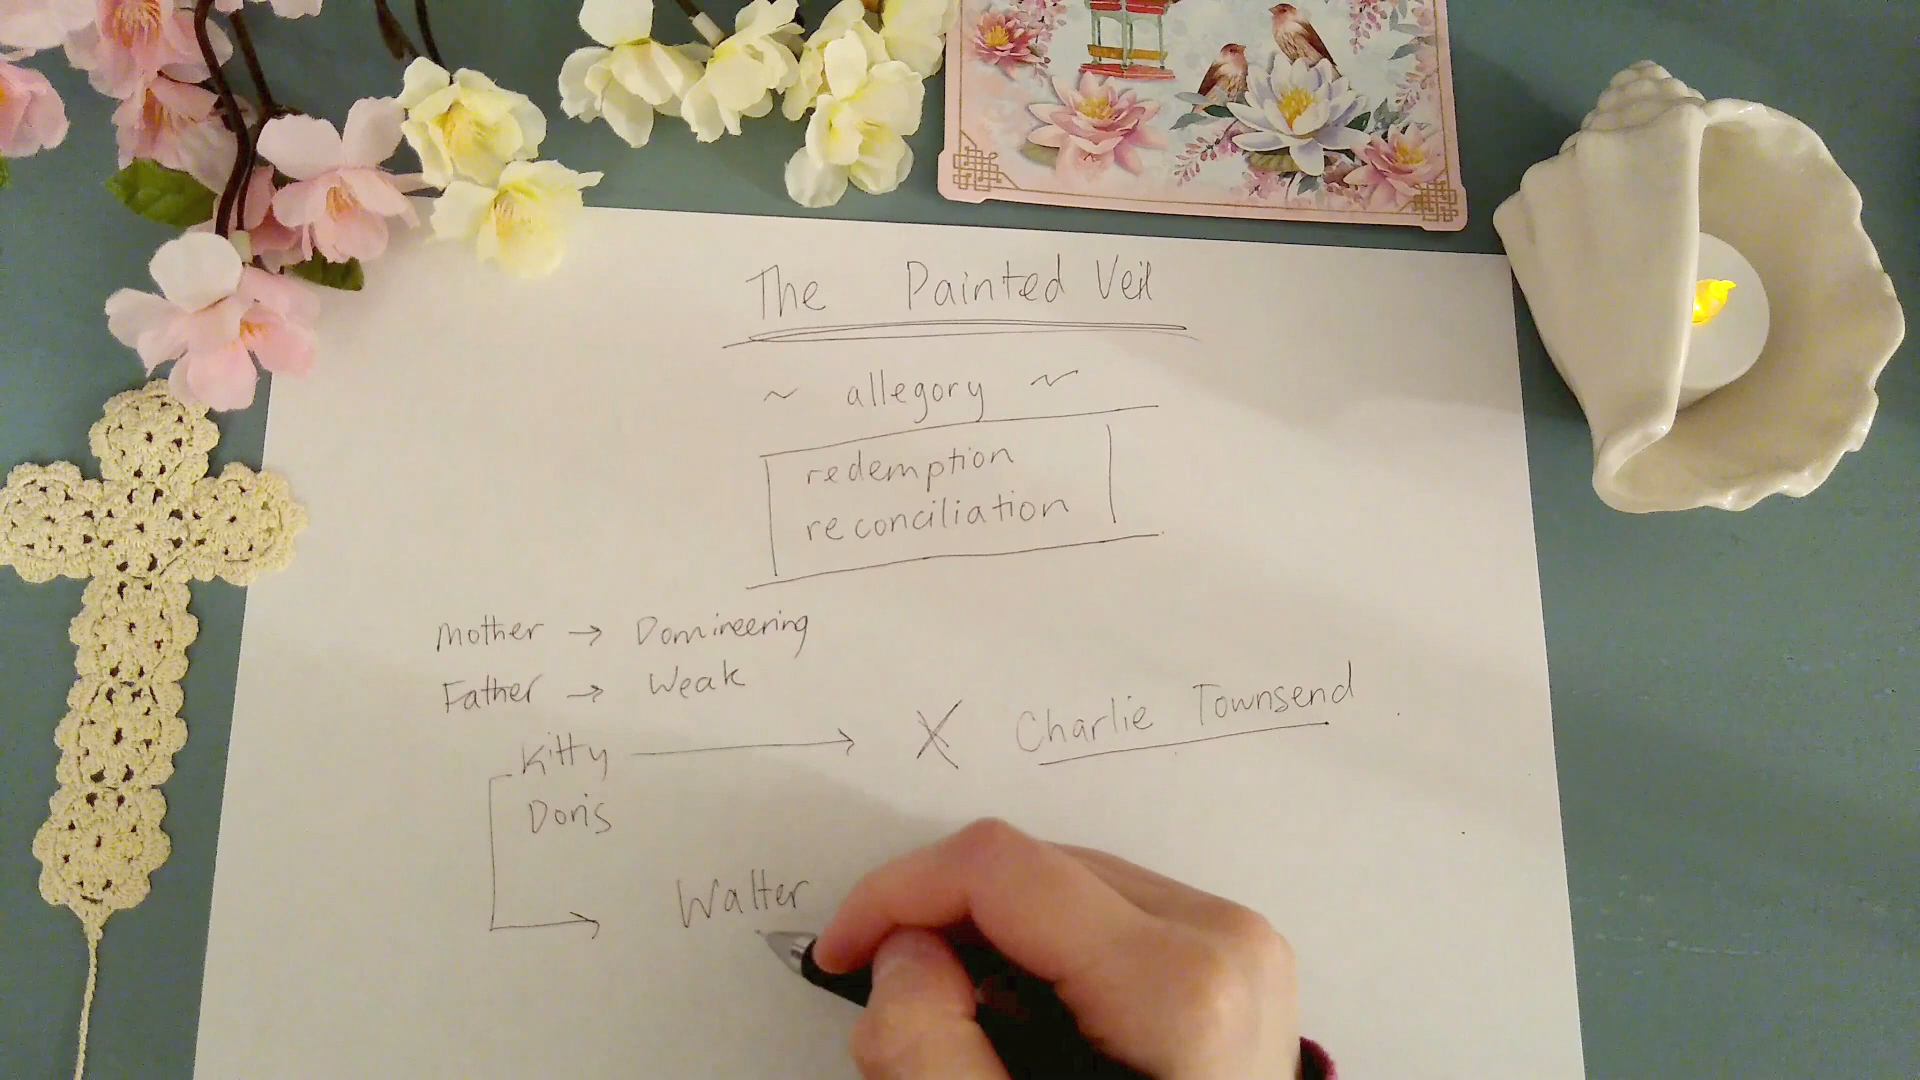 The Painted Veil
~ allegory ~
redemption
reconciliation
Mother → Domineering
Father → Weak
Kitty → X Charlie Townsend
Doris
→ Walter